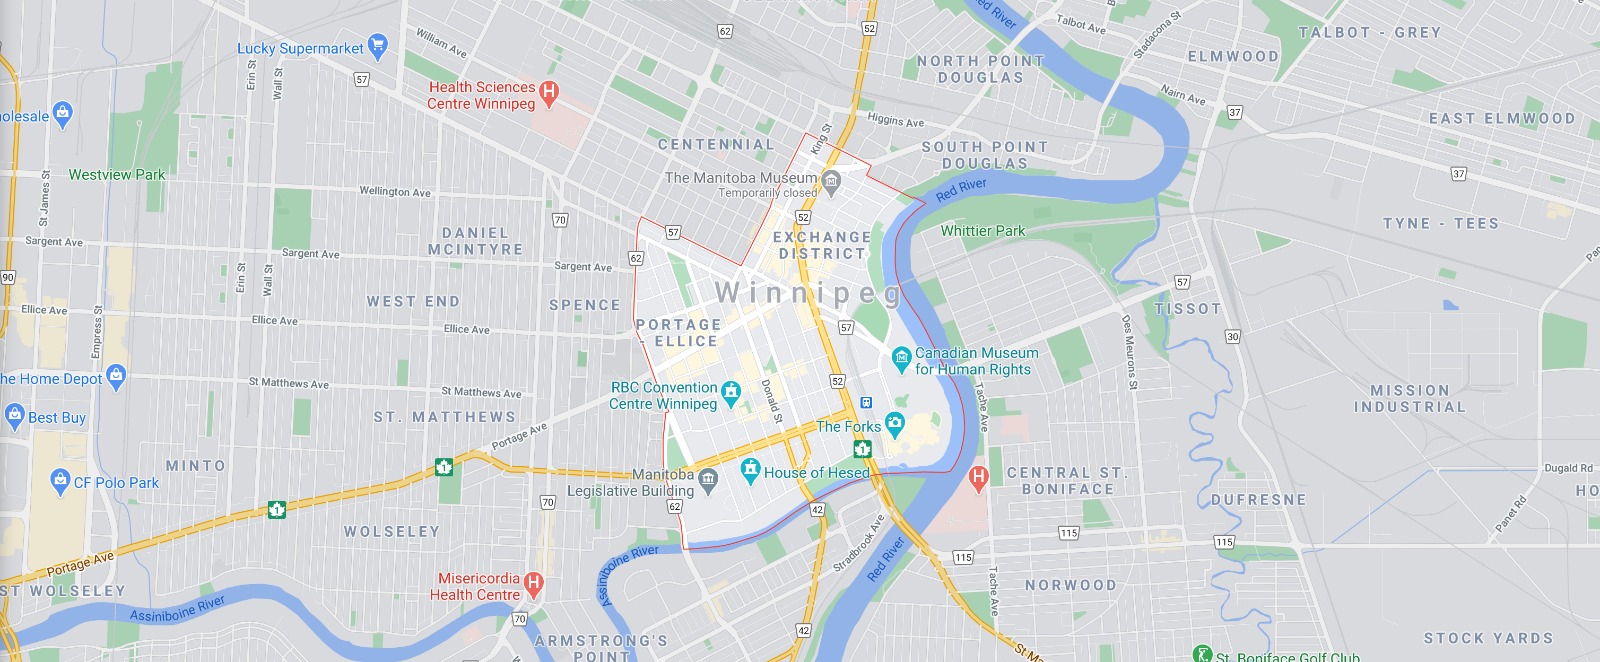 Red River
Talbot Ave
Stadacona St
TALBOT - GREY
62
52
William Ave
Lucky Supermarket
ELMWOOD
NORTH POINT
DOUGLAS
Erin St
Wall St
57
Health Sciences
Centre Winnipeg
Nairn Ave
37
EAST ELMWOOD
olesale
Higgins Ave
King St
CENTENNIAL
SOUTH POINT
DOUGLAS
Westview Park
St James St
The Manitoba Museum
Temporarily closed
37
Wellington Ave
Red River
70
52
TYNE - TEES
Whittier Park
57
DANIEL
MCINTYRE
EXCHANGE
DISTRICT
Sargent Ave
Sargent Ave
Sargent Ave
62
90
Erin St
Wall St
57
Winnipeg
WEST END
SPENCE
TISSOT
Ellice Ave
Ellice Ave
Ellice Ave
Empress St
PORTAGE
ELLICE
57
Des Meurons St
30
Canadian Museum
for Human Rights
he Home Depot
St Matthews Ave
St Matthews Ave
RBC Convention
Centre Winnipeg
Donald St
52
Tache Ave
MISSION
INDUSTRIAL
Best Buy
ST. MATTHEWS
Portage Ave
The Forks
1
1
MINTO
Manitoba
Legislative Building
House of Hesed
CENTRAL ST.
BONIFACE
Dugald Rd
CF Polo Park
HO
DUFRESNE
1
70
62
42
Panet Rd
WOLSELEY
Stradbrook Ave
115
115
115
Portage Ave
Assiniboine River
Red River
Misericordia
Health Centre
Tache Ave
NORWOOD
ST WOLSELEY
Assiniboine River
70
42
ARMSTRONG'S
POINT
STOCK YARDS
St. Boniface Golf Club